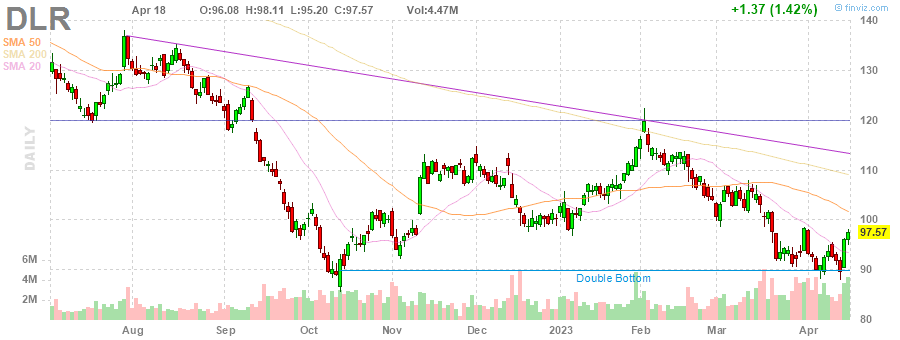 DLR Apr 18 O:96.08 H:98.11 L:95.20 C:97.57 Vol:4.47M +1.37 (1.42%) © finviz.com
SMA 50
SMA 200
SMA 20
DAILY
140
130
120
110
100
97.57
90
80
6M
4M
2M
Double Bottom
Aug Sep Oct Nov Dec 2023 Feb Mar Apr